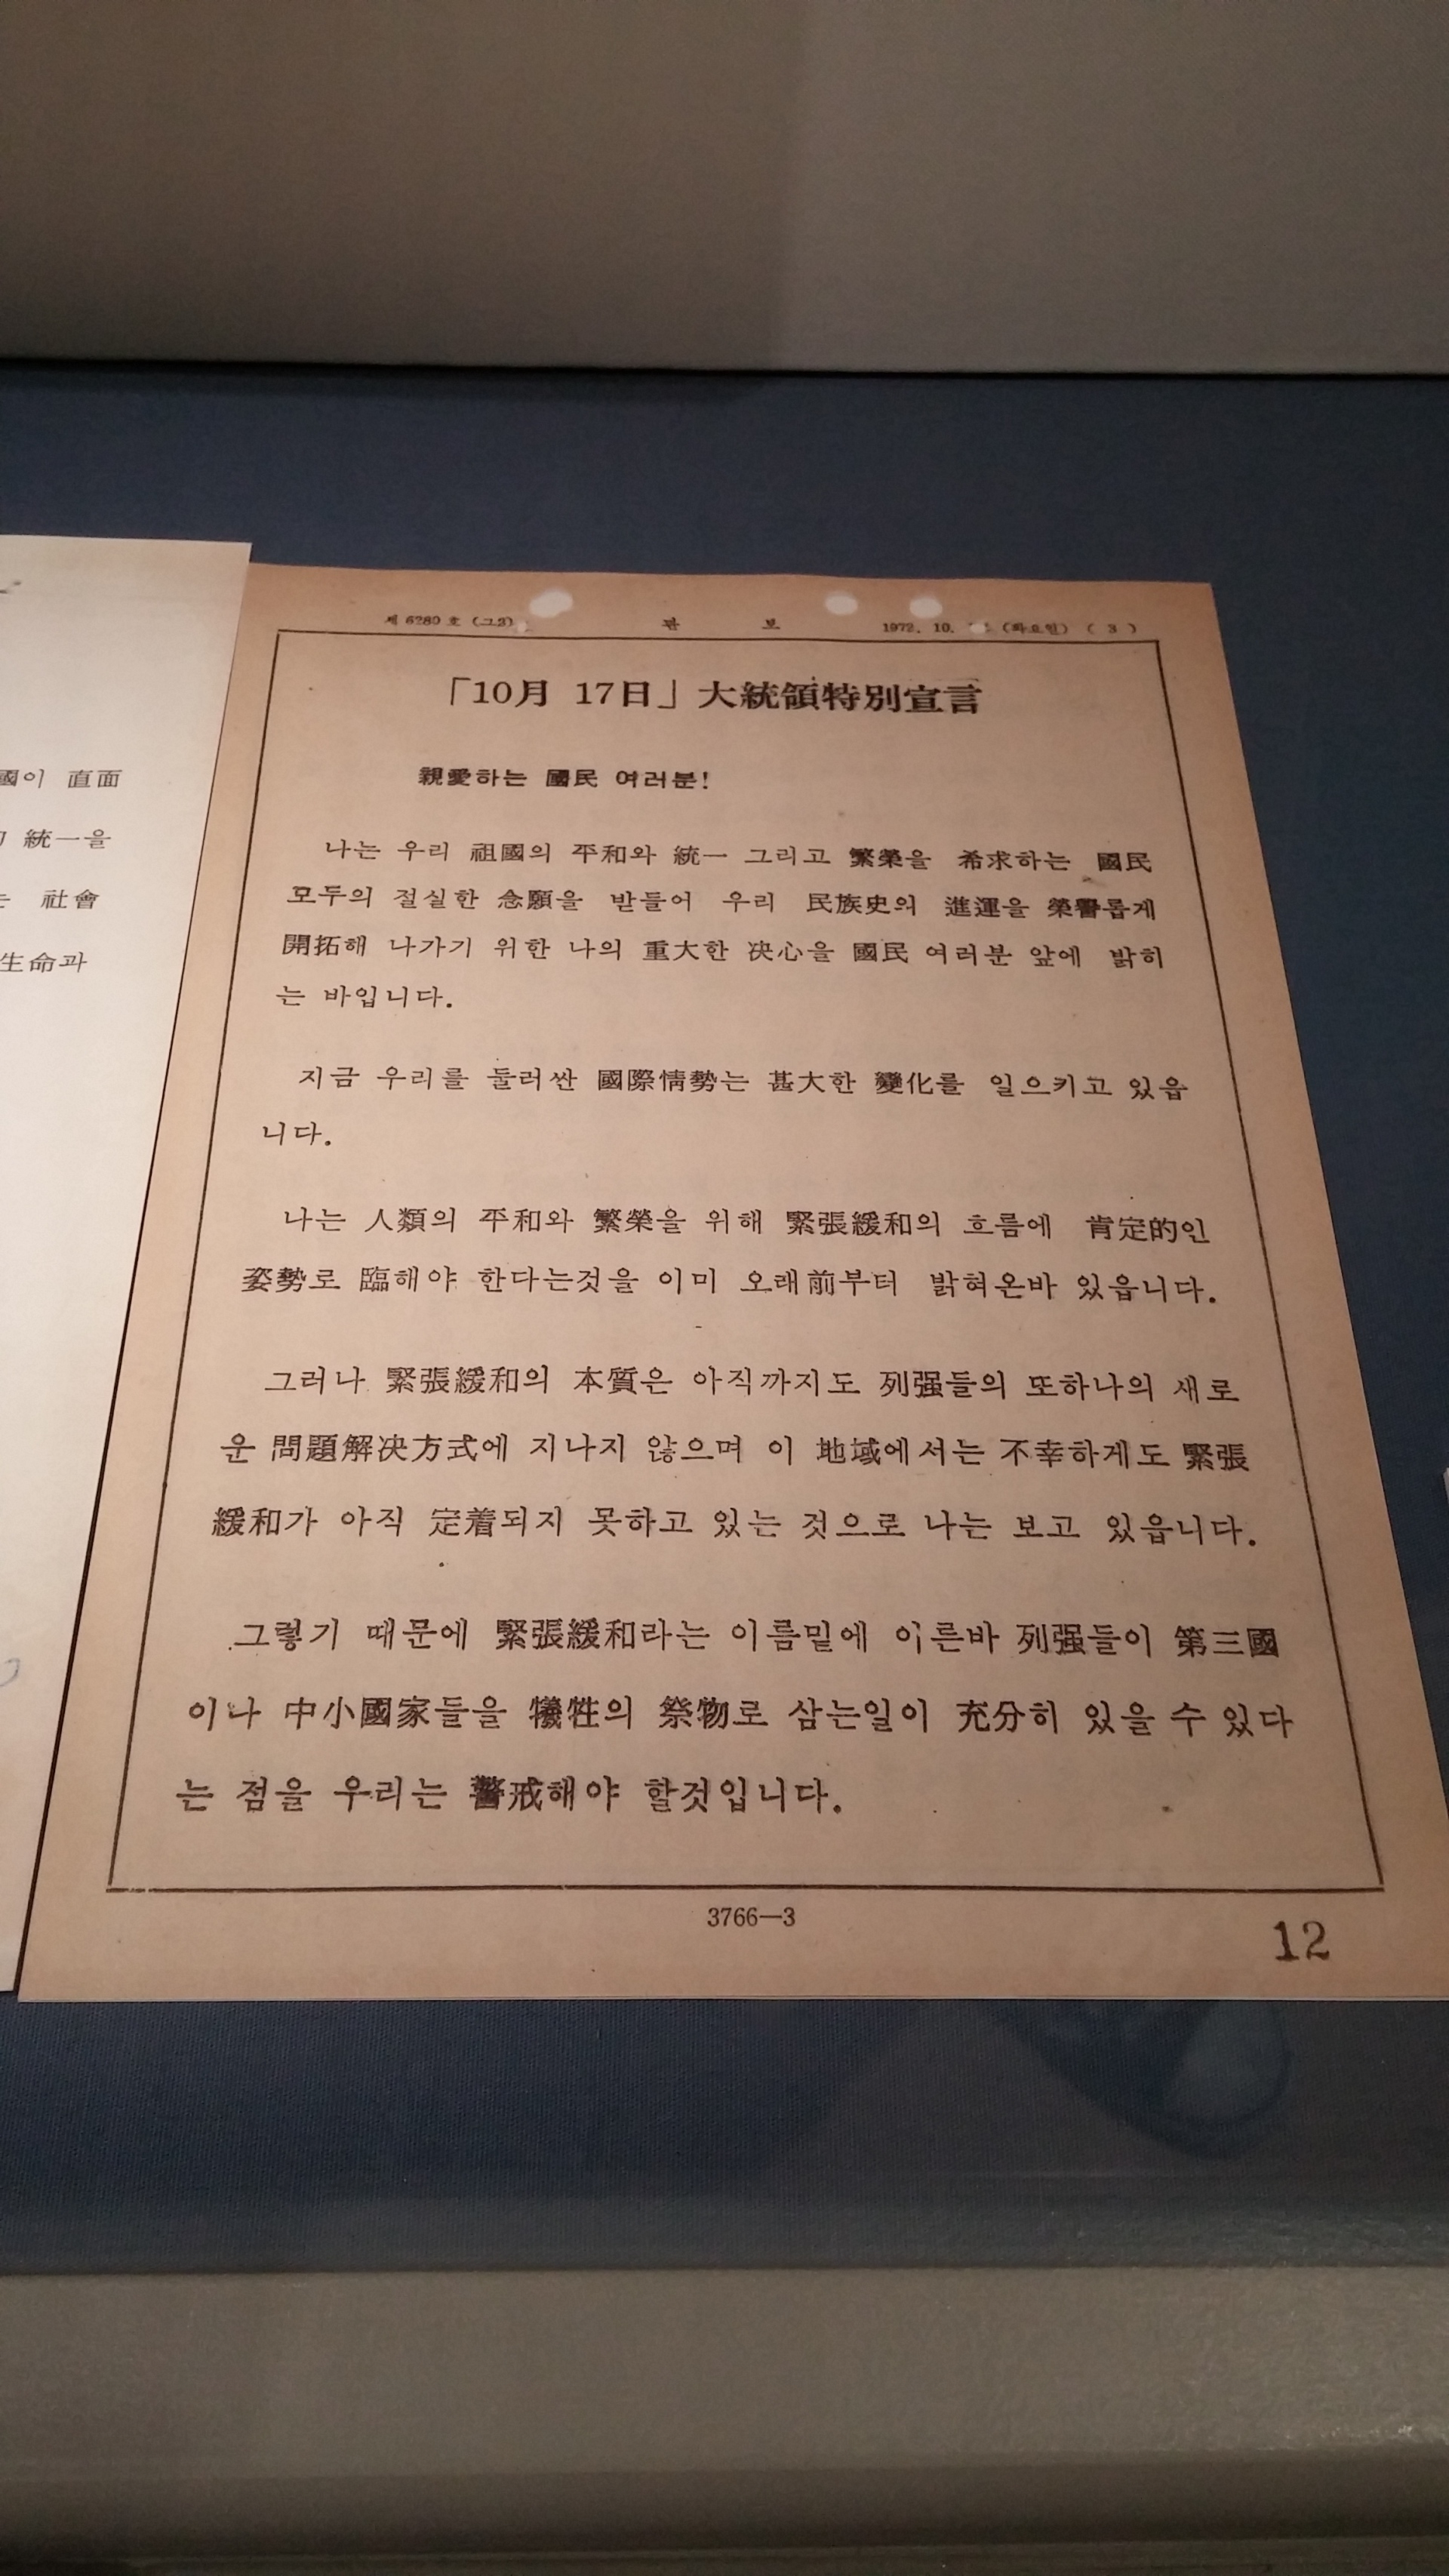 國이 直面
統一을
社會
生命과
제6280호 (그3) 관 보 1972. 10. (화요일) ( 3 )
「10月 17日」大統領特別宣言
親愛하는 國民 여러분!
나는 우리 祖國의 平和와 統一 그리고 繁榮을 希求하는 國民
모두의 절실한 念願을 받들어 우리 民族史의 進運을 榮譽롭게
開拓해 나가기 위한 나의 重大한 决心을 國民 여러분 앞에 밝히
는 바입니다.
지금 우리를 둘러싼 國際情勢는 甚大한 變化를 일으키고 있읍
니다.
나는 人類의 平和와 繁榮을 위해 緊張緩和의 흐름에 肯定的인
姿勢로 臨해야 한다는것을 이미 오래前부터 밝혀온바 있읍니다.
그러나 緊張緩和의 本質은 아직까지도 列强들의 또하나의 새로
운 問題解决方式에 지나지 않으며 이 地域에서는 不幸하게도 緊張
緩和가 아직 定着되지 못하고 있는 것으로 나는 보고 있읍니다.
그렇기 때문에 緊張緩和라는 이름밑에 이른바 列强들이 第三國
이나 中小國家들을 犧牲의 祭物로 삼는일이 充分히 있을 수 있다
는 점을 우리는 警戒해야 할것입니다.
3766—3
12